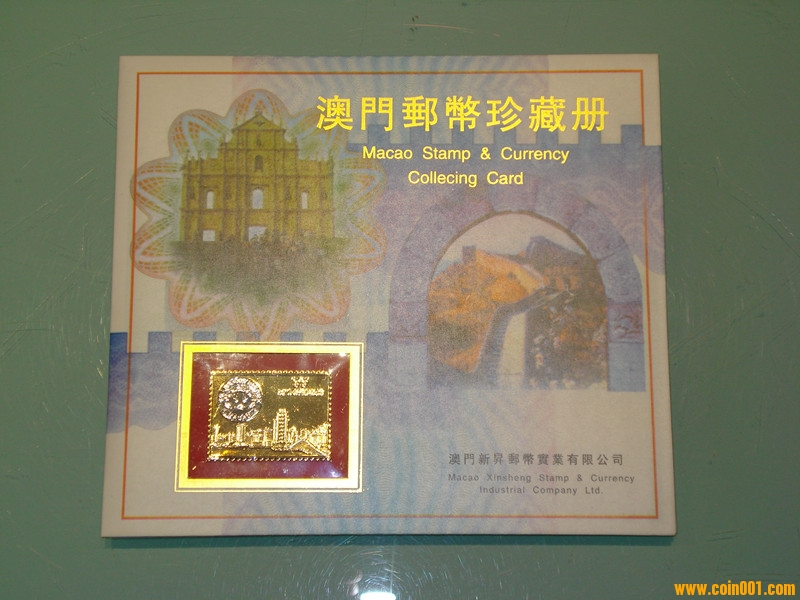 澳門郵幣珍藏册
Macao Stamp & Currency
Collecing Card
澳門新昇郵幣實業有限公司
Macao Xinsheng Stamp & Currency
Industrial Company Ltd.
www.coin001.com